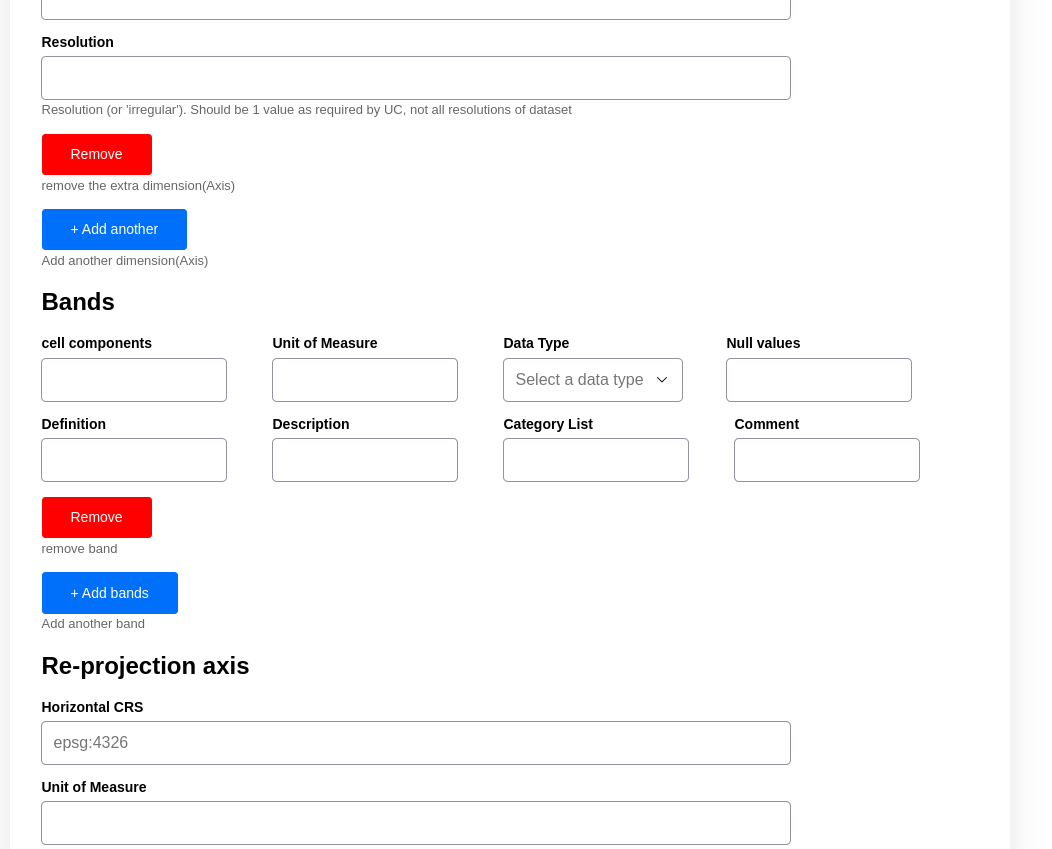 Resolution
Resolution (or 'irregular'). Should be 1 value as required by UC, not all resolutions of dataset
Remove
remove the extra dimension(Axis)
+ Add another
Add another dimension(Axis)
Bands
cell components Unit of Measure Data Type Null values
Select a data type
Definition Description Category List Comment
Remove
remove band
+ Add bands
Add another band
Re-projection axis
Horizontal CRS
epsg:4326
Unit of Measure